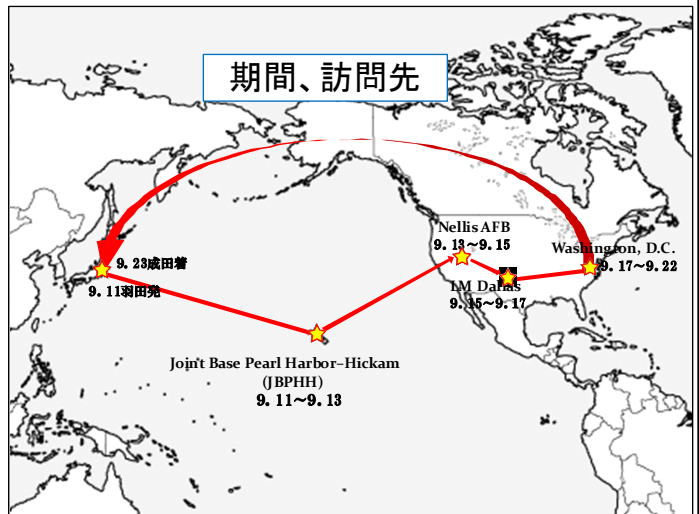 期間、訪問先
Nellis AFB
9. 13～9. 15
Washington, D.C.
9. 17～9. 22
9. 23成田着
9. 11羽田発
LM Dallas
9. 15～9. 17
Joint Base Pearl Harbor–Hickam
(JBPHH)
9. 11～9. 13